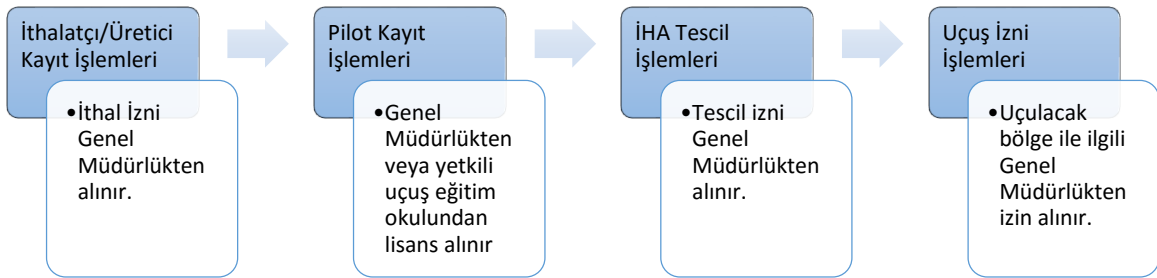 İthalatçı/Üretici
Kayıt İşlemleri
•İthal İzni
Genel
Müdürlükten
alınır.
Pilot Kayıt
İşlemleri
•Genel
Müdürlükten
veya yetkili
uçuş eğitim
okulundan
lisans alınır
İHA Tescil
İşlemleri
•Tescil izni
Genel
Müdürlükten
alınır.
Uçuş İzni
İşlemleri
•Uçulacak
bölge ile ilgili
Genel
Müdürlükten
izin alınır.